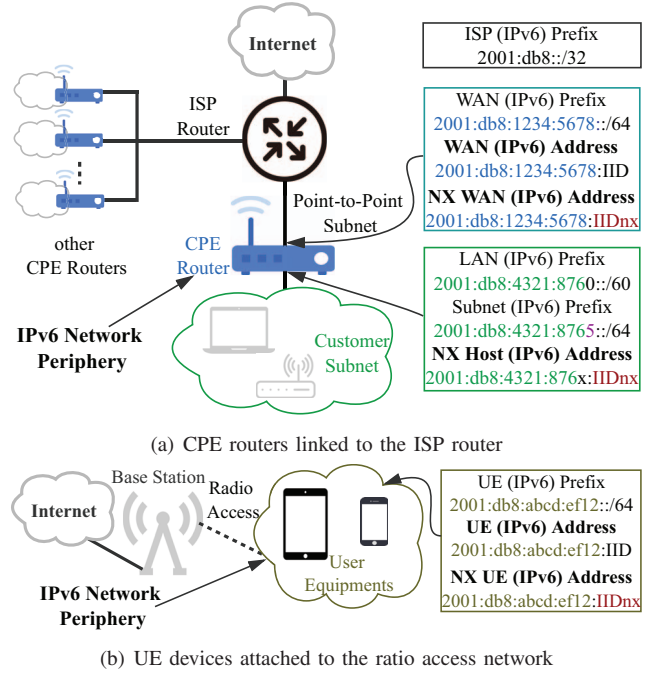 Internet
ISP
Router
other
CPE Routers
CPE
Router
Point-to-Point
Subnet
IPv6 Network
Periphery
Customer
Subnet
ISP (IPv6) Prefix
2001:db8::/32
WAN (IPv6) Prefix
2001:db8:1234:5678::/64
WAN (IPv6) Address
2001:db8:1234:5678:IID
NX WAN (IPv6) Address
2001:db8:1234:5678:IIDnx
LAN (IPv6) Prefix
2001:db8:4321:8760::/60
Subnet (IPv6) Prefix
2001:db8:4321:8765::/64
NX Host (IPv6) Address
2001:db8:4321:876x:IIDnx
(a) CPE routers linked to the ISP router
Internet
Base Station
Radio
Access
User
Equipments
IPv6 Network
Periphery
UE (IPv6) Prefix
2001:db8:abcd:ef12::/64
UE (IPv6) Address
2001:db8:abcd:ef12:IID
NX UE (IPv6) Address
2001:db8:abcd:ef12:IIDnx
(b) UE devices attached to the ratio access network